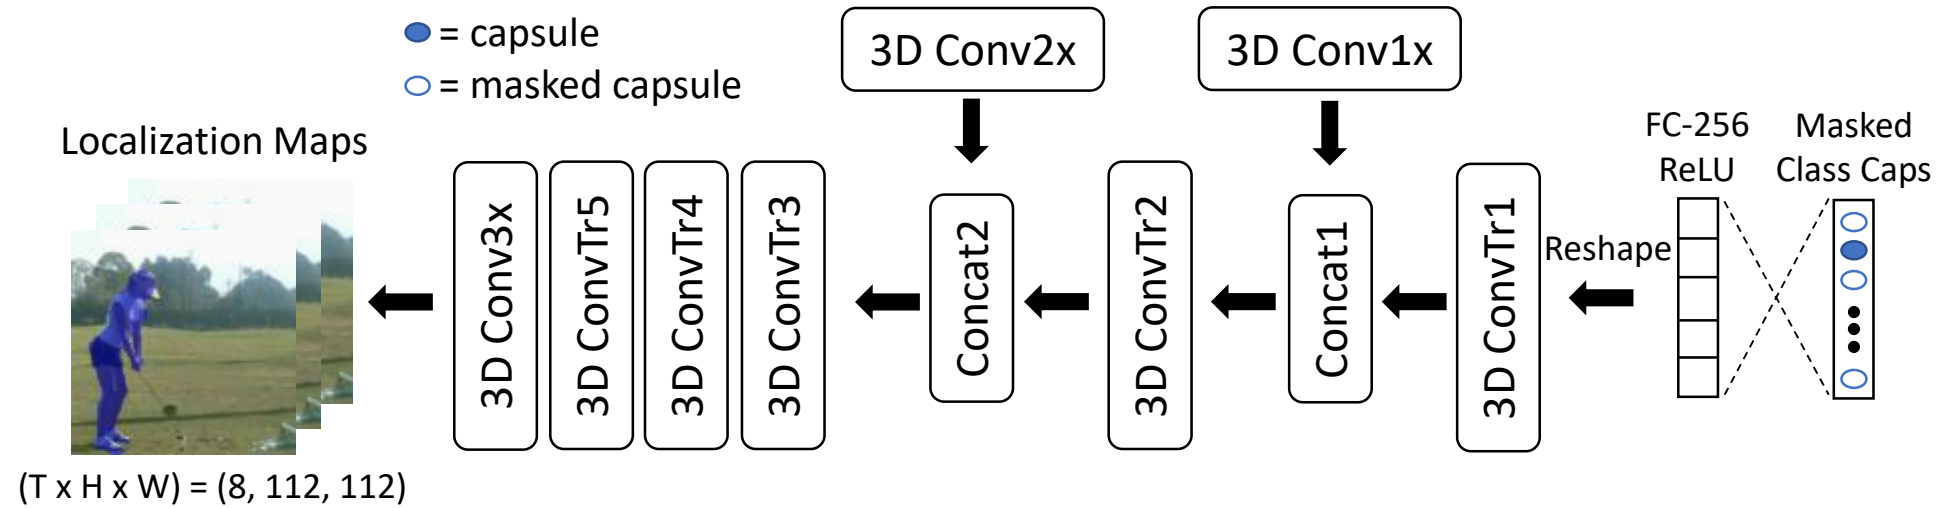 = capsule
= masked capsule
3D Conv2x
3D Conv1x
Localization Maps
FC-256
ReLU
Masked
Class Caps
3D Conv3x
3D ConvTr5
3D ConvTr4
3D ConvTr3
Concat2
3D ConvTr2
Concat1
3D ConvTr1
Reshape
(T x H x W) = (8, 112, 112)